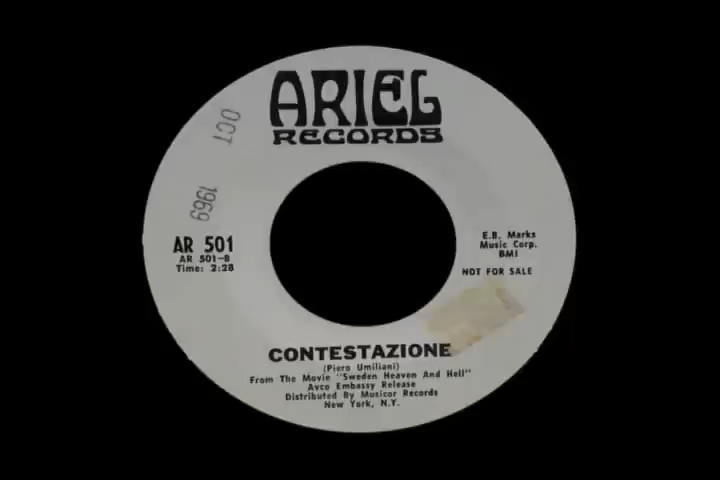 ARIEL
RECORDS
OCT
1969
AR 501
AR 501-B
Time: 2:28
E.B. Marks
Music Corp.
BMI
NOT FOR SALE
CONTESTAZIONE
(Piero Umiliani)
From The Movie "Sweden Heaven And Hell"
Avco Embassy Release
Distributed By Musicor Records
New York, N.Y.